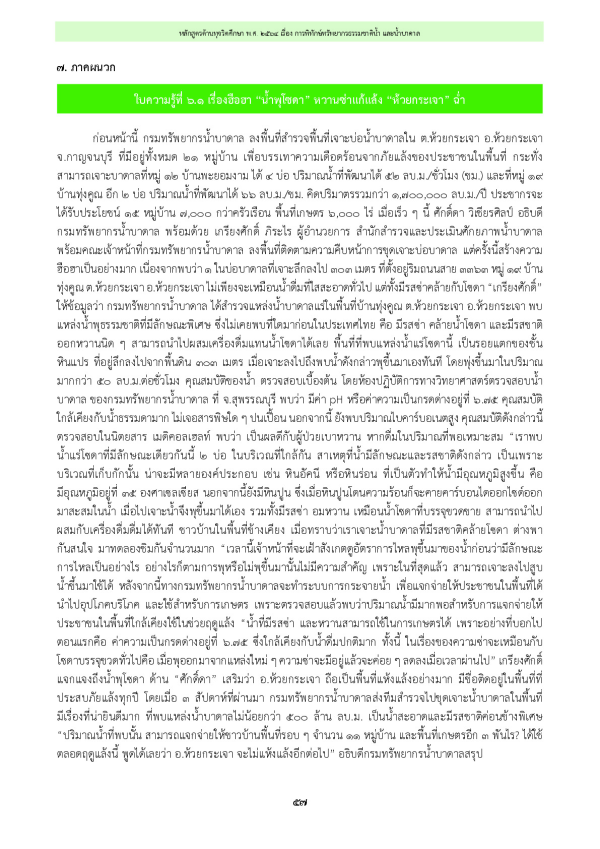 หลักสูตรต้านทุจริตศึกษา พ.ศ. ๒๕๖๔ เรื่อง การพิทักษ์ทรัพยากรธรรมชาติน้ำ และน้ำบาดาล
๗. ภาคผนวก
ใบความรู้ที่ ๖.๑ เรื่องฮือฮา “น้ำพุโซดา” หวานซ่าแก้แล้ง “ห้วยกระเจา” ฉ่ำ
ก่อนหน้านี้ กรมทรัพยากรน้ำบาดาล ลงพื้นที่สำรวจพื้นที่เจาะบ่อน้ำบาดาลใน ต.ห้วยกระเจา อ.ห้วยกระเจา
จ.กาญจนบุรี ที่มีอยู่ทั้งหมด ๒๑ หมู่บ้าน เพื่อบรรเทาความเดือดร้อนจากภัยแล้งของประชาชนในพื้นที่ กระทั่ง
สามารถเจาะบาดาลที่หมู่ ๑๒ บ้านพะยอมงาม ได้ ๔ บ่อ ปริมาณน้ำที่พัฒนาได้ ๕๒ ลบ.ม./ชั่วโมง (ชม.) และที่หมู่ ๑๙
บ้านทุ่งคูณ อีก ๒ บ่อ ปริมาณน้ำที่พัฒนาได้ ๖๖ ลบ.ม./ชม. คิดปริมาตรรวมกว่า ๑,๗๐๐,๐๐๐ ลบ.ม./ปี ประชากรจะ
ได้รับประโยชน์ ๑๕ หมู่บ้าน ๗,๐๐๐ กว่าครัวเรือน พื้นที่เกษตร ๖,๐๐๐ ไร่ เมื่อเร็ว ๆ นี้ ศักดิ์ดา วิเชียรศิลป์ อธิบดี
กรมทรัพยากรน้ำบาดาล พร้อมด้วย เกรียงศักดิ์ ภิระไร ผู้อำนวยการ สำนักสำรวจและประเมินศักยภาพน้ำบาดาล
พร้อมคณะเจ้าหน้าที่กรมทรัพยากรน้ำบาดาล ลงพื้นที่ติดตามความคืบหน้าการขุดเจาะบ่อบาดาล แต่ครั้งนี้สร้างความ
ฮือฮาเป็นอย่างมาก เนื่องจากพบว่า ๑ ในบ่อบาดาลที่เจาะลึกลงไป ๓๐๓ เมตร ที่ตั้งอยู่ริมถนนสาย ๓๓๖๓ หมู่ ๑๙ บ้าน
ทุ่งคูณ ต.ห้วยกระเจา อ.ห้วยกระเจา ไม่เพียงจะเหมือนน้ำดื่มที่ใสสะอาดทั่วไป แต่ทั้งมีรสซ่าคล้ายกับโซดา “เกรียงศักดิ์”
ให้ข้อมูลว่า กรมทรัพยากรน้ำบาดาล ได้สำรวจแหล่งน้ำบาดาลแร่ในพื้นที่บ้านทุ่งคูณ ต.ห้วยกระเจา อ.ห้วยกระเจา พบ
แหล่งน้ำพุธรรมชาติที่มีลักษณะพิเศษ ซึ่งไม่เคยพบที่ใดมาก่อนในประเทศไทย คือ มีรสซ่า คล้ายน้ำโซดา และมีรสชาติ
ออกหวานนิด ๆ สามารถนำไปผสมเครื่องดื่มแทนน้ำโซดาได้เลย พื้นที่ที่พบแหล่งน้ำแร่โซดานี้ เป็นรอยแตกของชั้น
หินแปร ที่อยู่ลึกลงไปจากพื้นดิน ๓๐๓ เมตร เมื่อเจาะลงไปถึงพบน้ำดังกล่าวพุขึ้นมาเองทันที โดยพุ่งขึ้นมาในปริมาณ
มากกว่า ๕๐ ลบ.ม.ต่อชั่วโมง คุณสมบัติของน้ำ ตรวจสอบเบื้องต้น โดยห้องปฏิบัติการทางวิทยาศาสตร์ตรวจสอบน้ำ
บาดาล ของกรมทรัพยากรน้ำบาดาล ที่ จ.สุพรรณบุรี พบว่า มีค่า pH หรือค่าความเป็นกรดด่างอยู่ที่ ๖.๗๕ คุณสมบัติ
ใกล้เคียงกับน้ำธรรมดามาก ไม่เจอสารพิษใด ๆ ปนเปื้อน นอกจากนี้ ยังพบปริมาณไบคาร์บอเนตสูง คุณสมบัติดังกล่าวนี้
ตรวจสอบในนิตยสาร เมดิคอลเฮลท์ พบว่า เป็นผลดีกับผู้ป่วยเบาหวาน หากดื่มในปริมาณที่พอเหมาะสม “เราพบ
น้ำแร่โซดาที่มีลักษณะเดียวกันนี้ ๒ บ่อ ในบริเวณที่ใกล้กัน สาเหตุที่น้ำมีลักษณะและรสชาติดังกล่าว เป็นเพราะ
บริเวณที่เก็บกักนั้น น่าจะมีหลายองค์ประกอบ เช่น หินอัคนี หรือหินร่อน ที่เป็นตัวทำให้น้ำมีอุณหภูมิสูงขึ้น คือ
มีอุณหภูมิอยู่ที่ ๓๕ องศาเซลเซียส นอกจากนี้ยังมีหินปูน ซึ่งเมื่อหินปูนโดนความร้อนก็จะคายคาร์บอนไดออกไซด์ออก
มาสะสมในน้ำ เมื่อไปเจาะน้ำจึงพุขึ้นมาได้เอง รวมทั้งมีรสซ่า อมหวาน เหมือนน้ำโซดาที่บรรจุขวดขาย สามารถนำไป
ผสมกับเครื่องดื่มดื่มได้ทันที ชาวบ้านในพื้นที่ข้างเคียง เมื่อทราบว่าเราเจาะน้ำบาดาลที่มีรสชาติคล้ายโซดา ต่างพา
กันสนใจ มาทดลองชิมกันจำนวนมาก “เวลานี้เจ้าหน้าที่จะเฝ้าสังเกตดูอัตราการไหลพุขึ้นมาของน้ำก่อนว่ามีลักษณะ
การไหลเป็นอย่างไร อย่างไรก็ตามการพุหรือไม่พุขึ้นมานั้นไม่มีความสำคัญ เพราะในที่สุดแล้ว สามารถเจาะลงไปสูบ
น้ำขึ้นมาใช้ได้ หลังจากนี้ทางกรมทรัพยากรน้ำบาดาลจะทำระบบการกระจายน้ำ เพื่อแจกจ่ายให้ประชาชนในพื้นที่ได้
นำไปอุปโภคบริโภค และใช้สำหรับการเกษตร เพราะตรวจสอบแล้วพบว่าปริมาณน้ำมีมากพอสำหรับการแจกจ่ายให้
ประชาชนในพื้นที่ใกล้เคียงใช้ในช่วยฤดูแล้ง “น้ำที่มีรสซ่า และหวานสามารถใช้ในการเกษตรได้ เพราะอย่างที่บอกไป
ตอนแรกคือ ค่าความเป็นกรดด่างอยู่ที่ ๖.๗๕ ซึ่งใกล้เคียงกับน้ำดื่มปกติมาก ทั้งนี้ ในเรื่องของความซ่าจะเหมือนกับ
โซดาบรรจุขวดทั่วไปคือ เมื่อพุออกมาจากแหล่งใหม่ ๆ ความซ่าจะมีอยู่แล้วจะค่อย ๆ ลดลงเมื่อเวลาผ่านไป” เกรียงศักดิ์
แจกแจงถึงน้ำพุโซดา ด้าน “ศักดิ์ดา” เสริมว่า อ.ห้วยกระเจา ถือเป็นพื้นที่แห้งแล้งอย่างมาก มีชื่อติดอยู่ในพื้นที่ที่
ประสบภัยแล้งทุกปี โดยเมื่อ ๓ สัปดาห์ที่ผ่านมา กรมทรัพยากรน้ำบาดาลส่งทีมสำรวจไปขุดเจาะน้ำบาดาลในพื้นที่
มีเรื่องที่น่ายินดีมาก ที่พบแหล่งน้ำบาดาลไม่น้อยกว่า ๕๐๐ ล้าน ลบ.ม. เป็นน้ำสะอาดและมีรสชาติค่อนข้างพิเศษ
“ปริมาณน้ำที่พบนั้น สามารถแจกจ่ายให้ชาวบ้านพื้นที่รอบ ๆ จำนวน ๑๑ หมู่บ้าน และพื้นที่เกษตรอีก ๓ พันไร? ได้ใช้
ตลอดฤดูแล้งนี้ พูดได้เลยว่า อ.ห้วยกระเจา จะไม่แห้งแล้งอีกต่อไป” อธิบดีกรมทรัพยากรน้ำบาดาลสรุป
๕๗